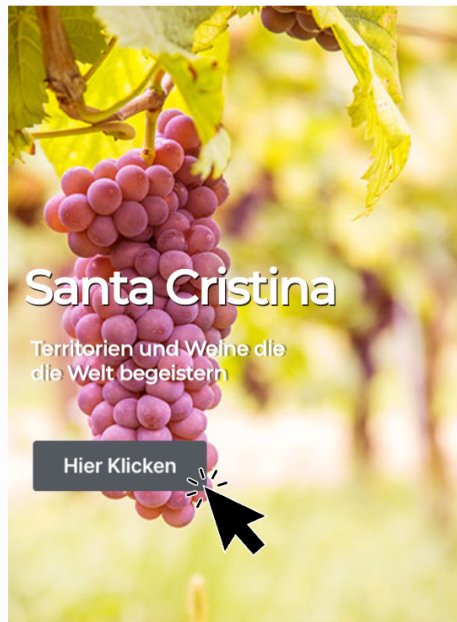 Santa Cristina
Territorien und Weine die
die Welt begeistern
Hier Klicken